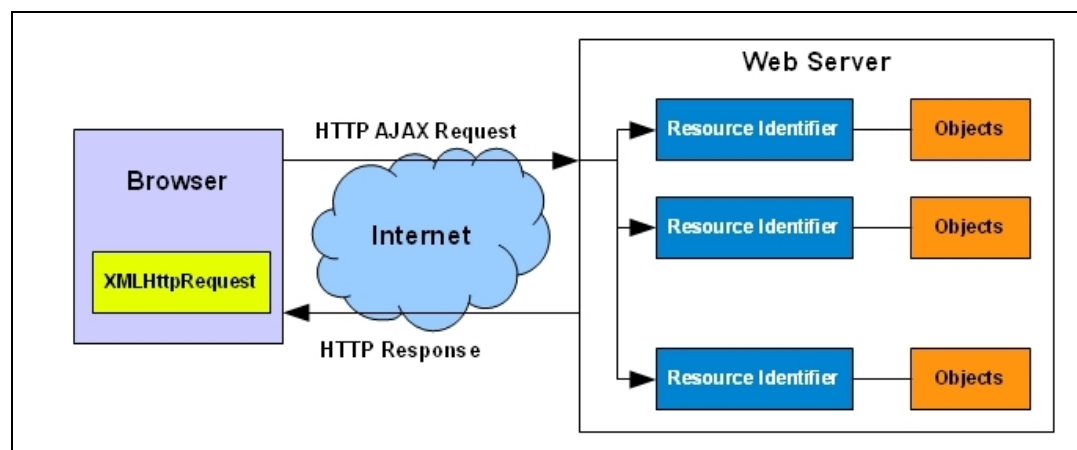 Web Server
HTTP AJAX Request
Resource Identifier
Objects
Browser
Internet
Resource Identifier
Objects
XMLHttpRequest
HTTP Response
Resource Identifier
Objects